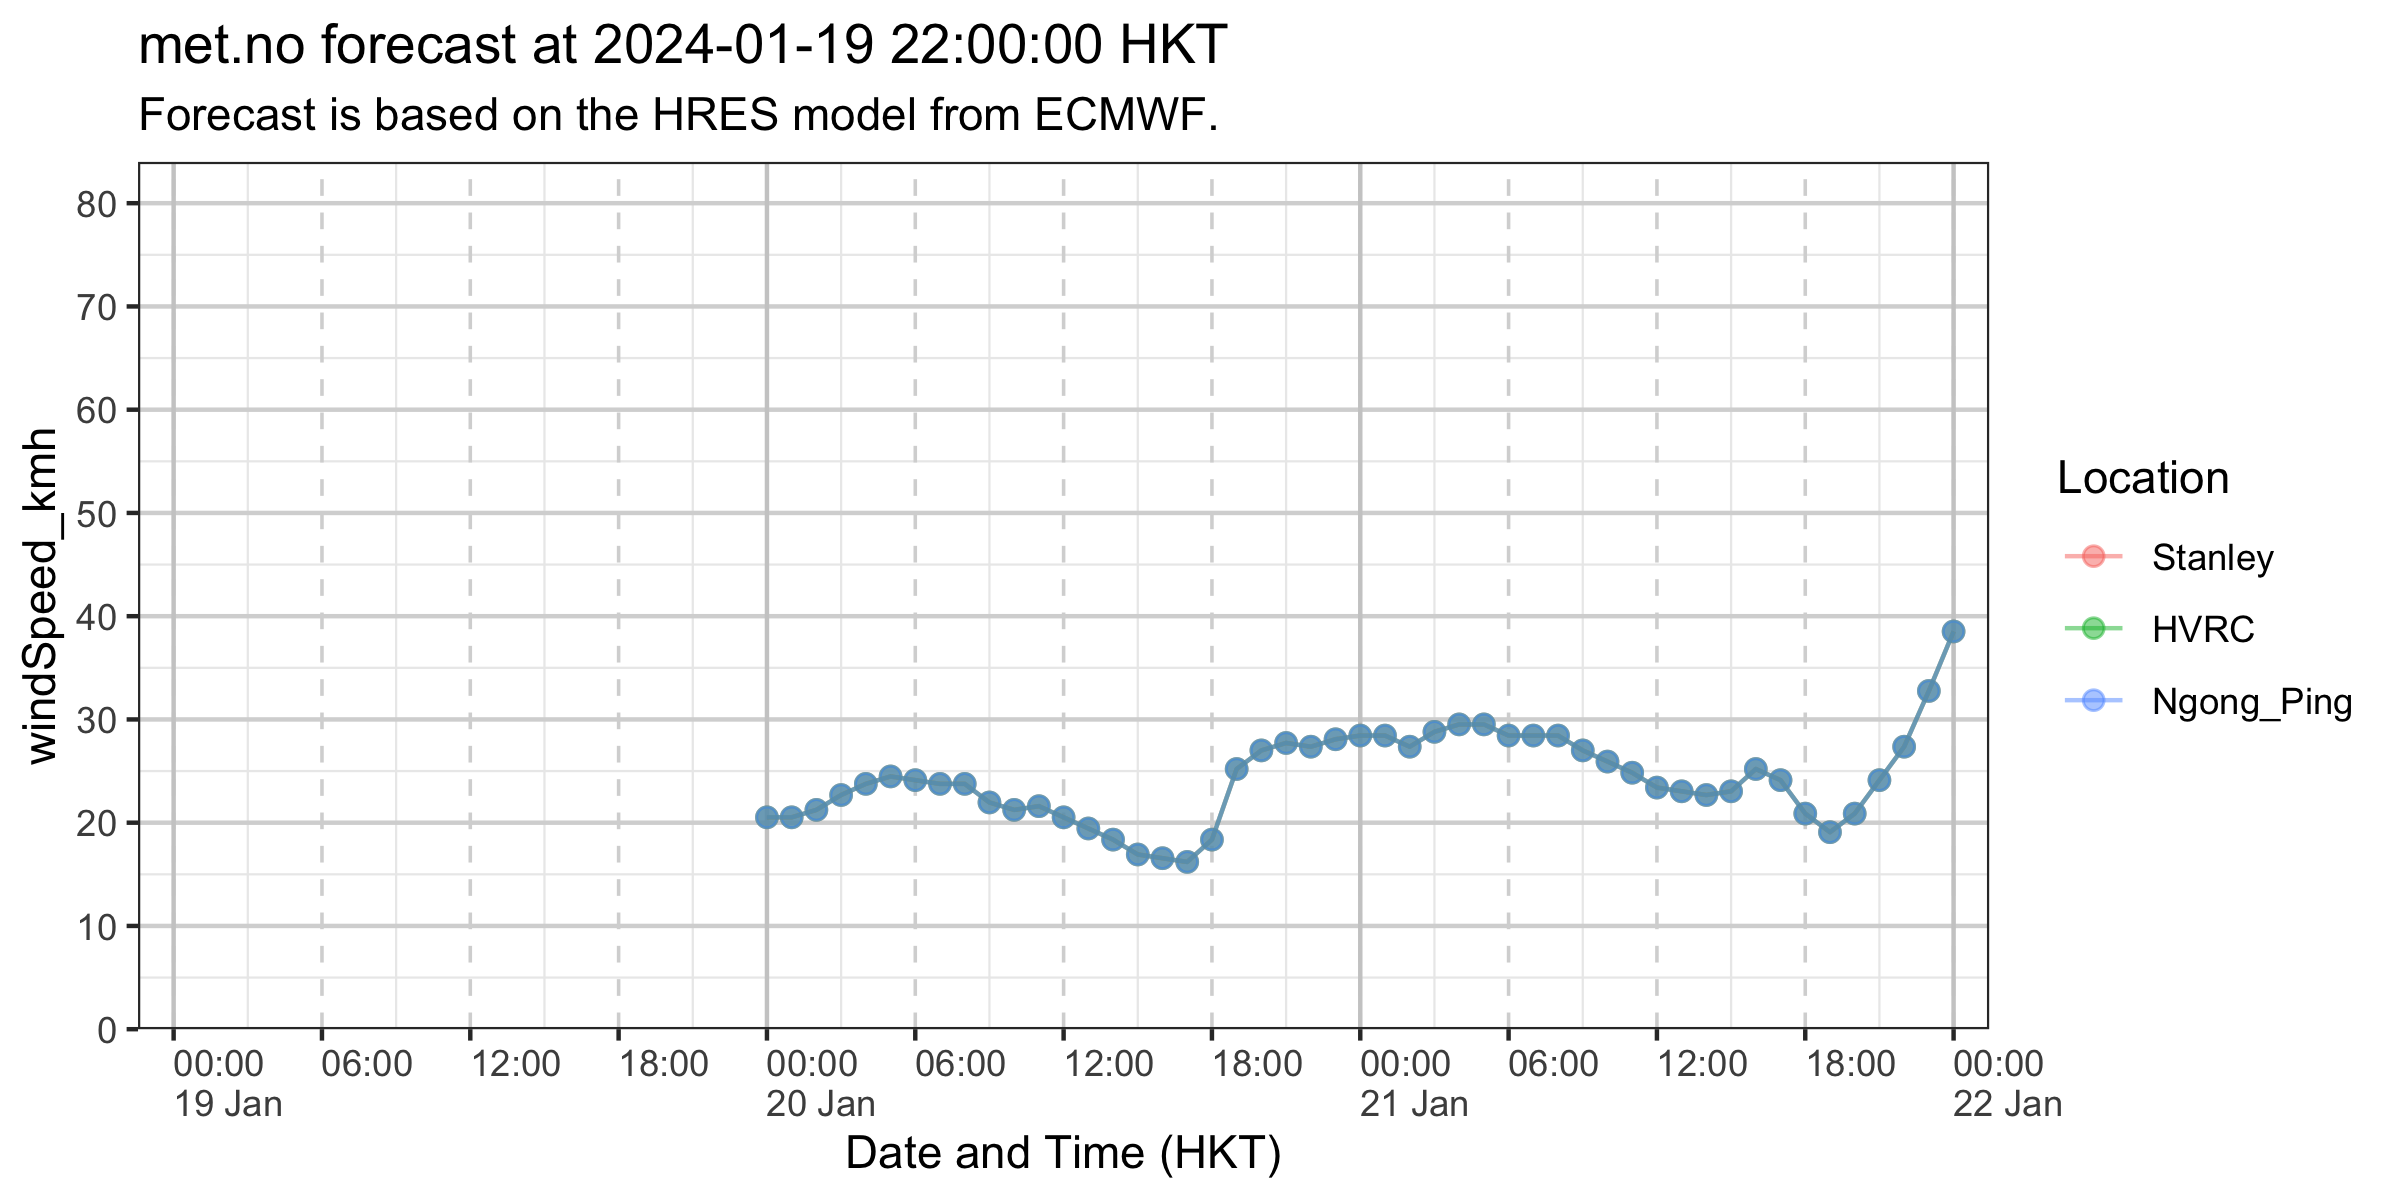 met.no forecast at 2024-01-19 22:00:00 HKT
Forecast is based on the HRES model from ECMWF.
windSpeed_kmh
80
70
60
50
40
30
20
10
0
00:00 06:00 12:00 18:00 00:00 06:00 12:00 18:00 00:00 06:00 12:00 18:00 00:00
19 Jan 20 Jan 21 Jan 22 Jan
Date and Time (HKT)
Location
Stanley
HVRC
Ngong_Ping